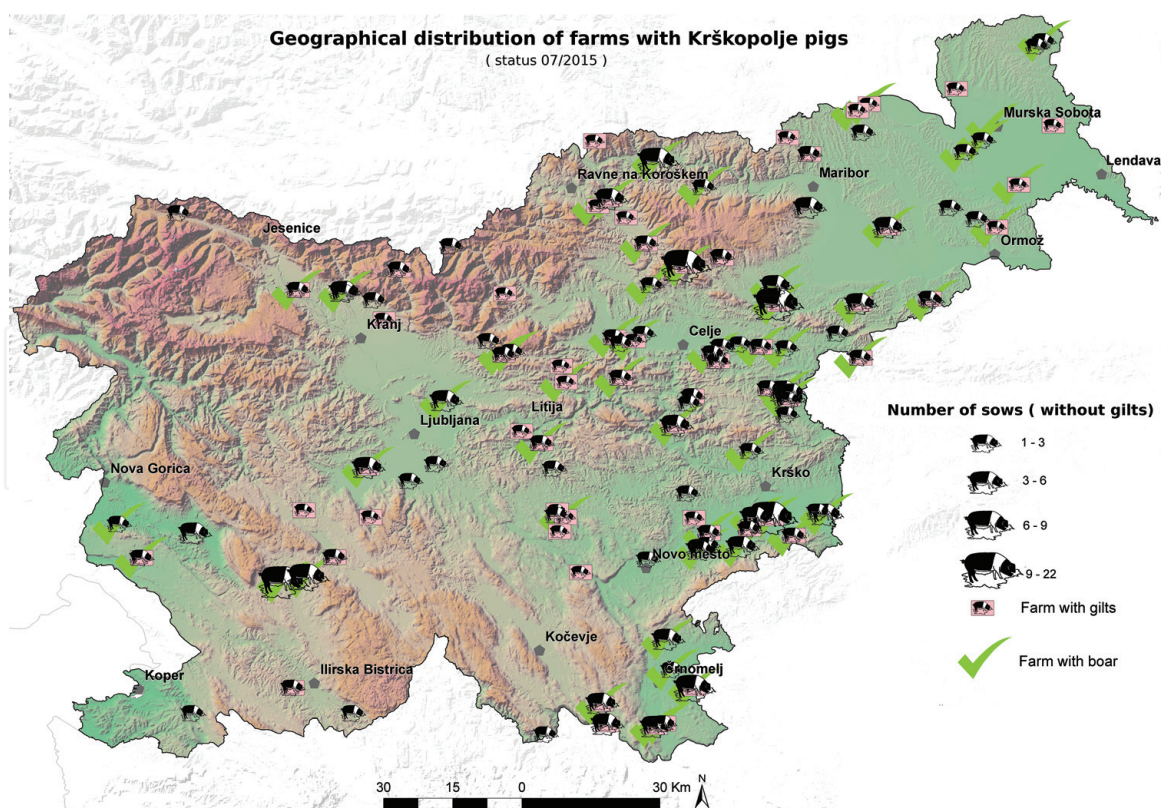 Geographical distribution of farms with Krškopolje pigs
( status 07/2015 )
Murska Sobota
Lendava
Ravne na Koroškem
Maribor
Jesenice
Ormož
Kranj
Celje
Litija
Ljubljana
Number of sows ( without gilts)
1 - 3
3 - 6
6 - 9
9 - 22
Farm with gilts
Farm with boar
Nova Gorica
Krško
Novo mesto
Kočevje
Črnomelj
Ilirska Bistrica
Koper
30 15 0 30 Km
N